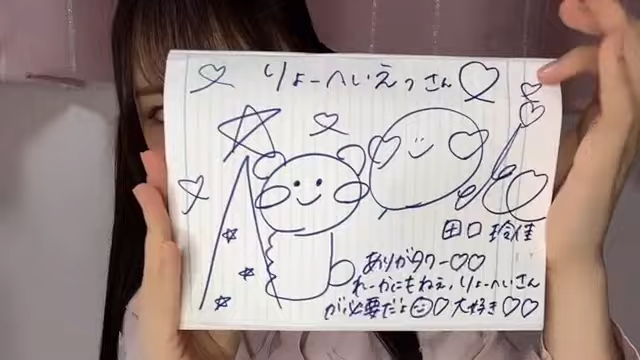 りょーへいえっさん
田口 玲佳
ありがタワー♡♡
れーかにもねぇ、りょーへいさん
が必要だよ☺♡大好き♡♡